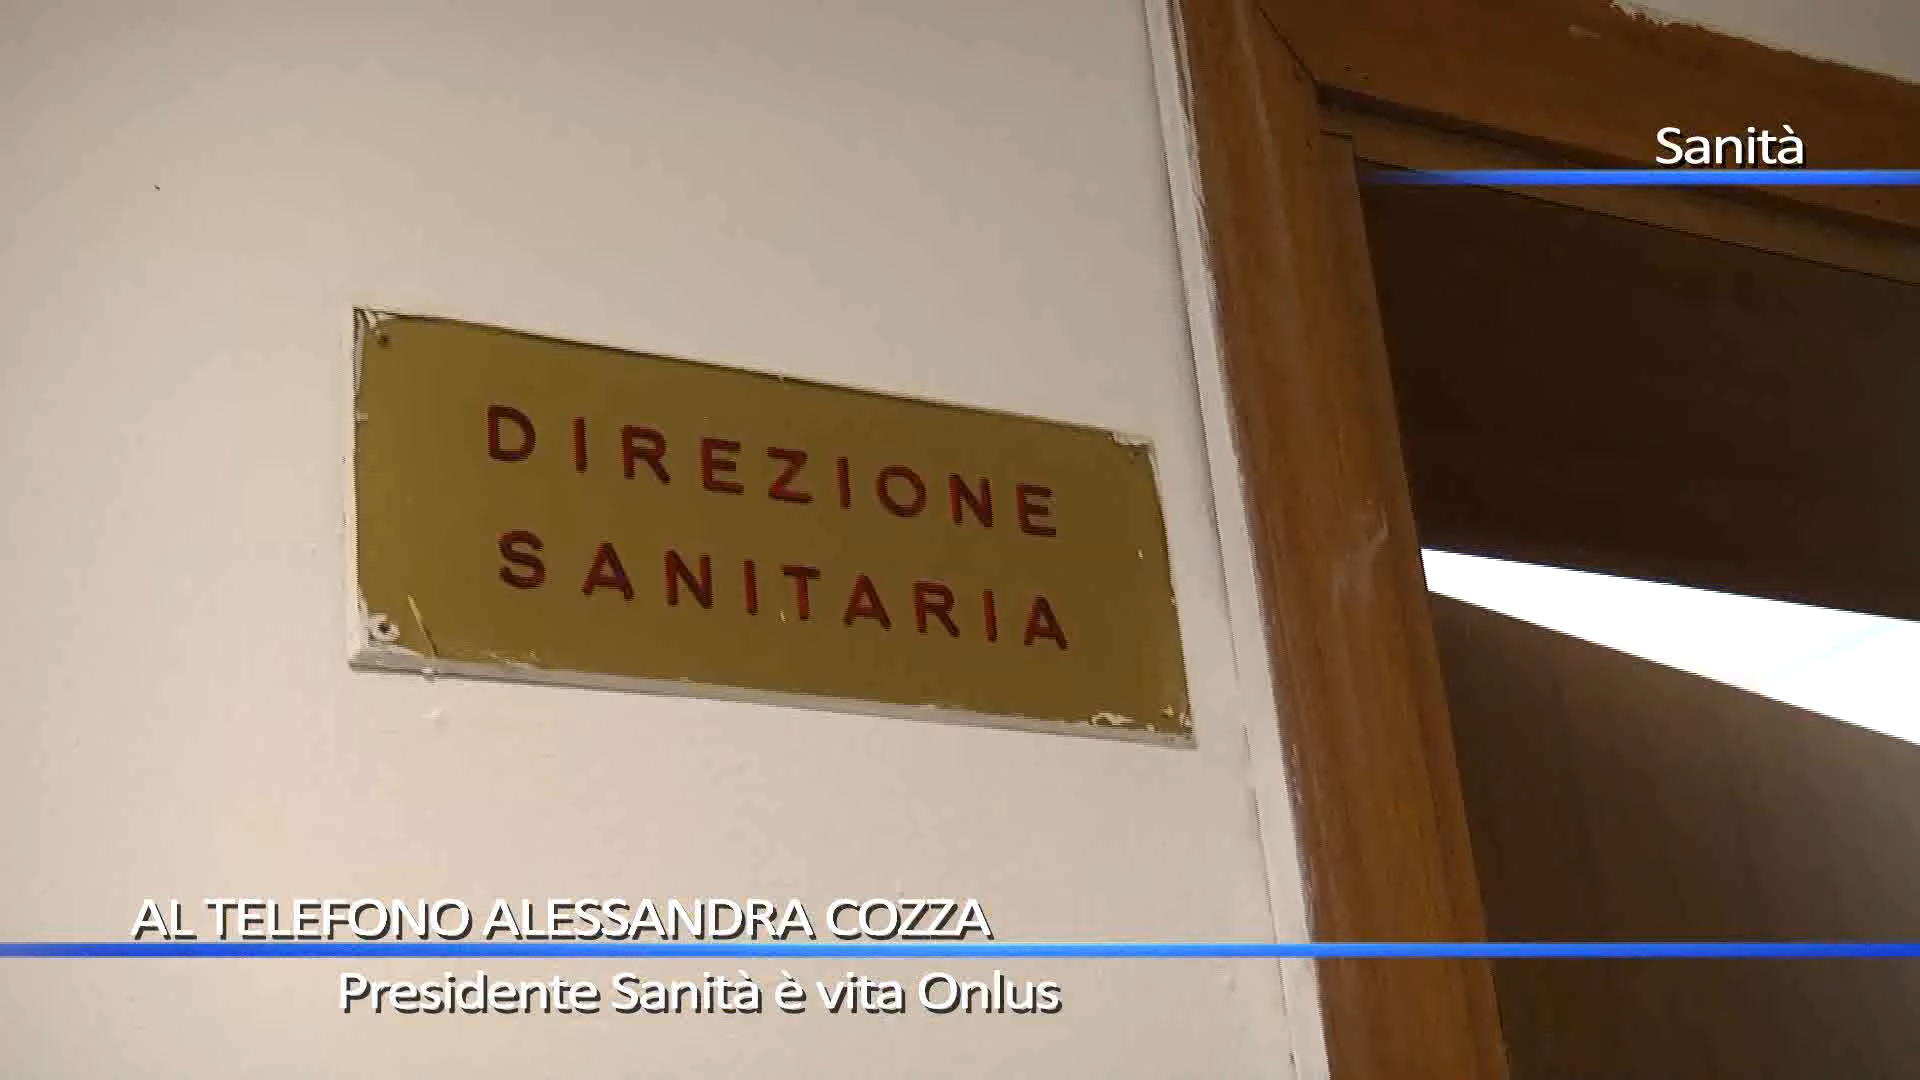 Sanità
DIREZIONE
SANITARIA
AL TELEFONO ALESSANDRA COZZA
Presidente Sanità è vita Onlus